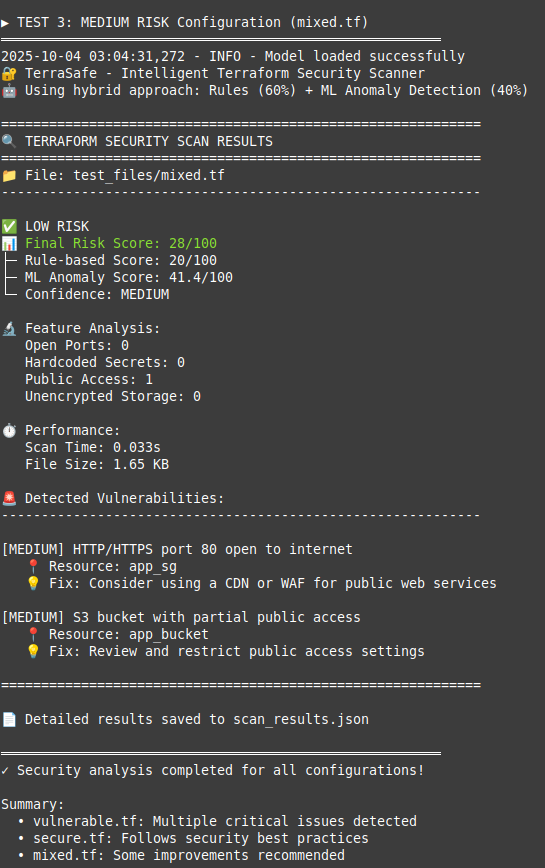 ▶ TEST 3: MEDIUM RISK Configuration (mixed.tf)
═══════════════════════════════════════════════════════
2025-10-04 03:04:31,272 - INFO - Model loaded successfully
🔐 TerraSafe - Intelligent Terraform Security Scanner
🤖 Using hybrid approach: Rules (60%) + ML Anomaly Detection (40%)
============================================================
🔍 TERRAFORM SECURITY SCAN RESULTS
============================================================
📁 File: test_files/mixed.tf
------------------------------------------------------------
✅ LOW RISK
📊 Final Risk Score: 28/100
├─ Rule-based Score: 20/100
├─ ML Anomaly Score: 41.4/100
└─ Confidence: MEDIUM
🔬 Feature Analysis:
Open Ports: 0
Hardcoded Secrets: 0
Public Access: 1
Unencrypted Storage: 0
⏱️ Performance:
Scan Time: 0.033s
File Size: 1.65 KB
🚨 Detected Vulnerabilities:
------------------------------------------------------------
[MEDIUM] HTTP/HTTPS port 80 open to internet
📍 Resource: app_sg
💡 Fix: Consider using a CDN or WAF for public web services
[MEDIUM] S3 bucket with partial public access
📍 Resource: app_bucket
💡 Fix: Review and restrict public access settings
============================================================
📄 Detailed results saved to scan_results.json
═══════════════════════════════════════════════════════
✓ Security analysis completed for all configurations!
Summary:
• vulnerable.tf: Multiple critical issues detected
• secure.tf: Follows security best practices
• mixed.tf: Some improvements recommended